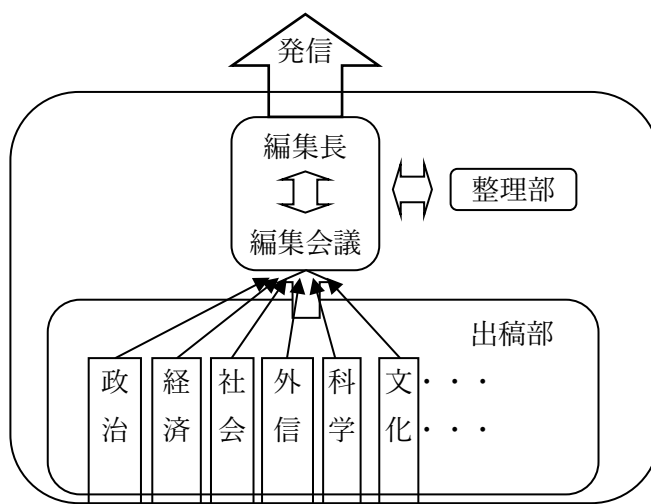 発信
編集長
整理部
編集会議
出稿部
政治
経済
社会
外信
科学
文化
・・・
・・・